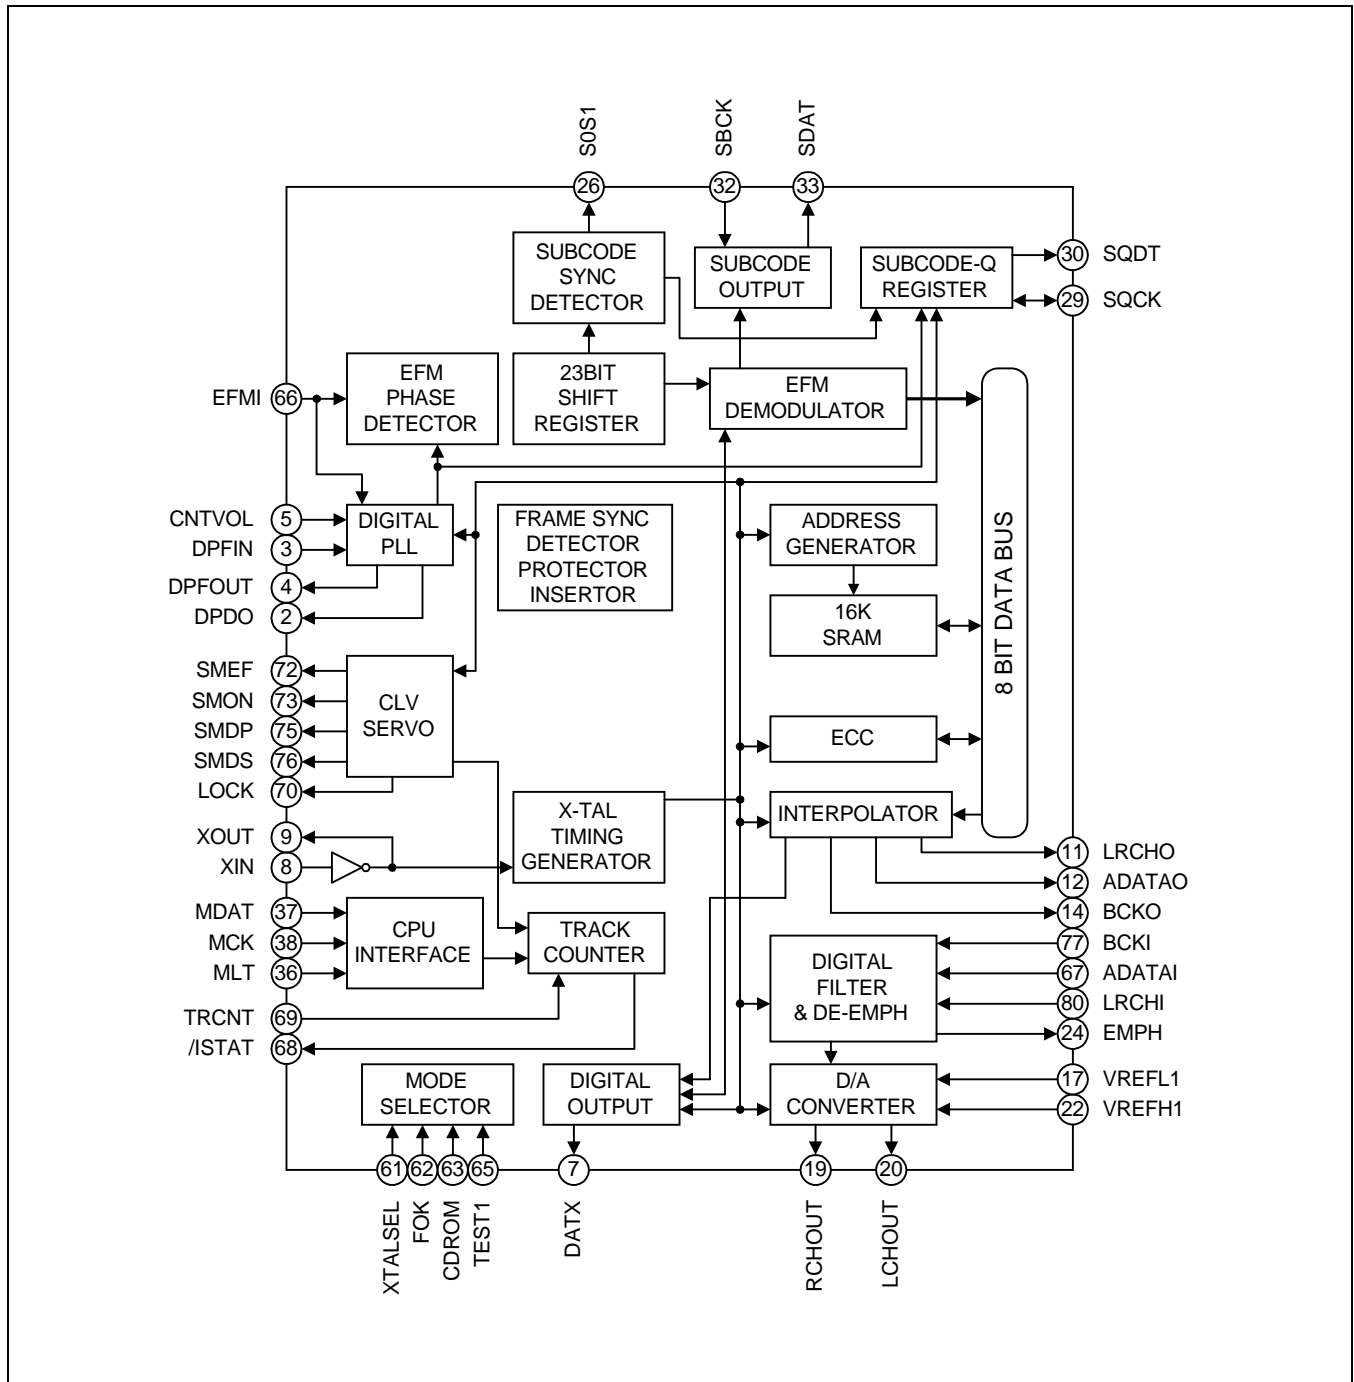 S0S1
SBCK
SDAT
26
32
33
SUBCODE
SYNC
DETECTOR
SUBCODE
OUTPUT
SUBCODE-Q
REGISTER
30 SQDT
29 SQCK
EFMI 66
EFM
PHASE
DETECTOR
23BIT
SHIFT
REGISTER
EFM
DEMODULATOR
8 BIT DATA BUS
CNTVOL 5
DPFIN 3
DPFOUT 4
DPDO 2
DIGITAL
PLL
FRAME SYNC
DETECTOR
PROTECTOR
INSERTOR
ADDRESS
GENERATOR
16K
SRAM
SMEF 72
SMON 73
SMDP 75
SMDS 76
LOCK 70
CLV
SERVO
ECC
XOUT 9
XIN 8
X-TAL
TIMING
GENERATOR
INTERPOLATOR
11 LRCHO
12 ADATAO
14 BCKO
77 BCKI
67 ADATAI
80 LRCHI
24 EMPH
MDAT 37
MCK 38
MLT 36
CPU
INTERFACE
TRACK
COUNTER
DIGITAL
FILTER
& DE-EMPH
TRCNT 69
/ISTAT 68
MODE
SELECTOR
DIGITAL
OUTPUT
D/A
CONVERTER
17 VREFL1
22 VREFH1
61
62
63
65
7
19
20
XTALSEL
FOK
CDROM
TEST1
DATX
RCHOUT
LCHOUT